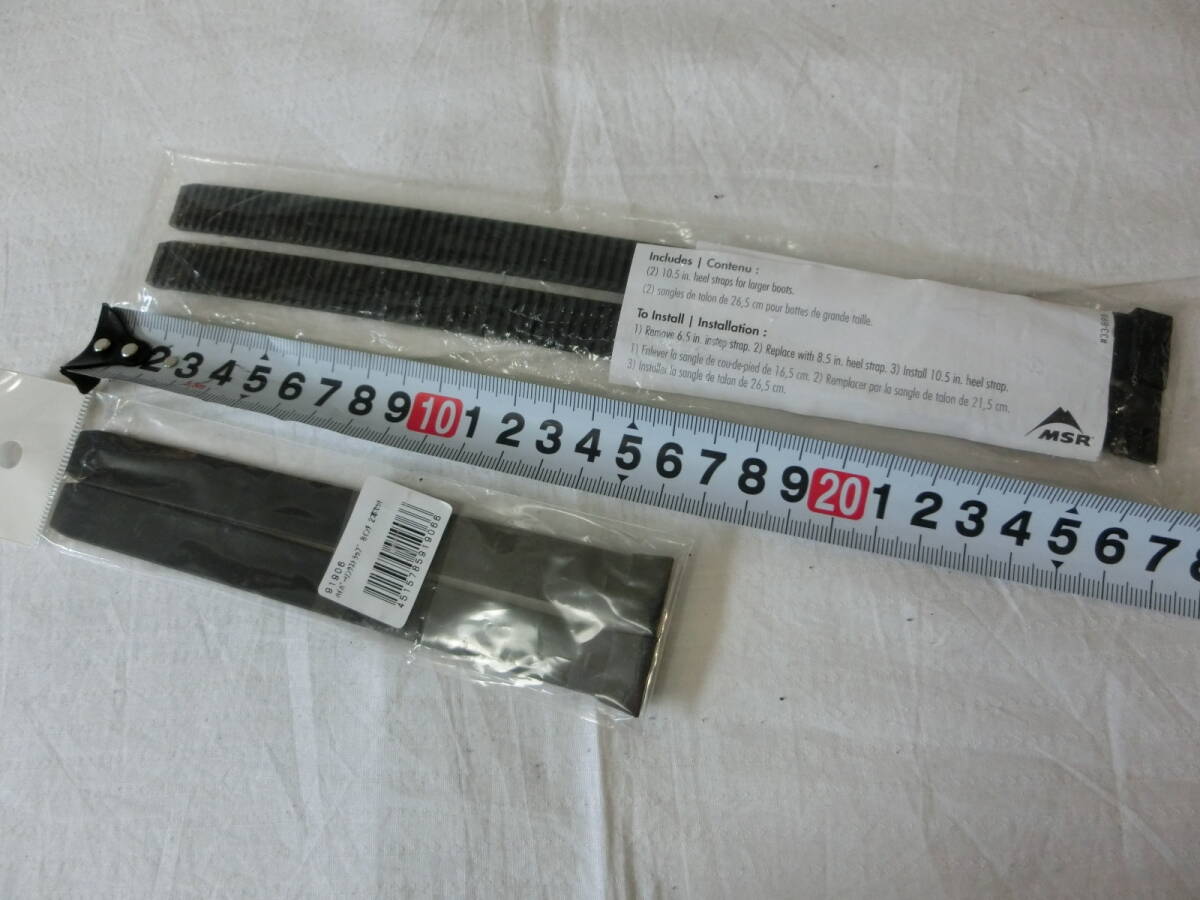 Includes | Contenu :
(2) 10.5 in. heel straps for larger boots.
(2) sangles de talon de 26,5 cm pour bottes de grande taille.
To Install | Installation :
1) Remove 6.5 in. instep strap. 2) Replace with 8.5 in. heel strap. 3) Install 10.5 in. heel strap.
1) Enlever la sangle de cou-de-pied de 16,5 cm. 2) Remplacer par la sangle de talon de 21,5 cm.
3) Installer la sangle de talon de 26,5 cm.
MSR
2 3 4 5 6 7 8 9 10 1 2 3 4 5 6 7 8 9 20 1 2 3 4 5 6 7 8
91906
4515785919066